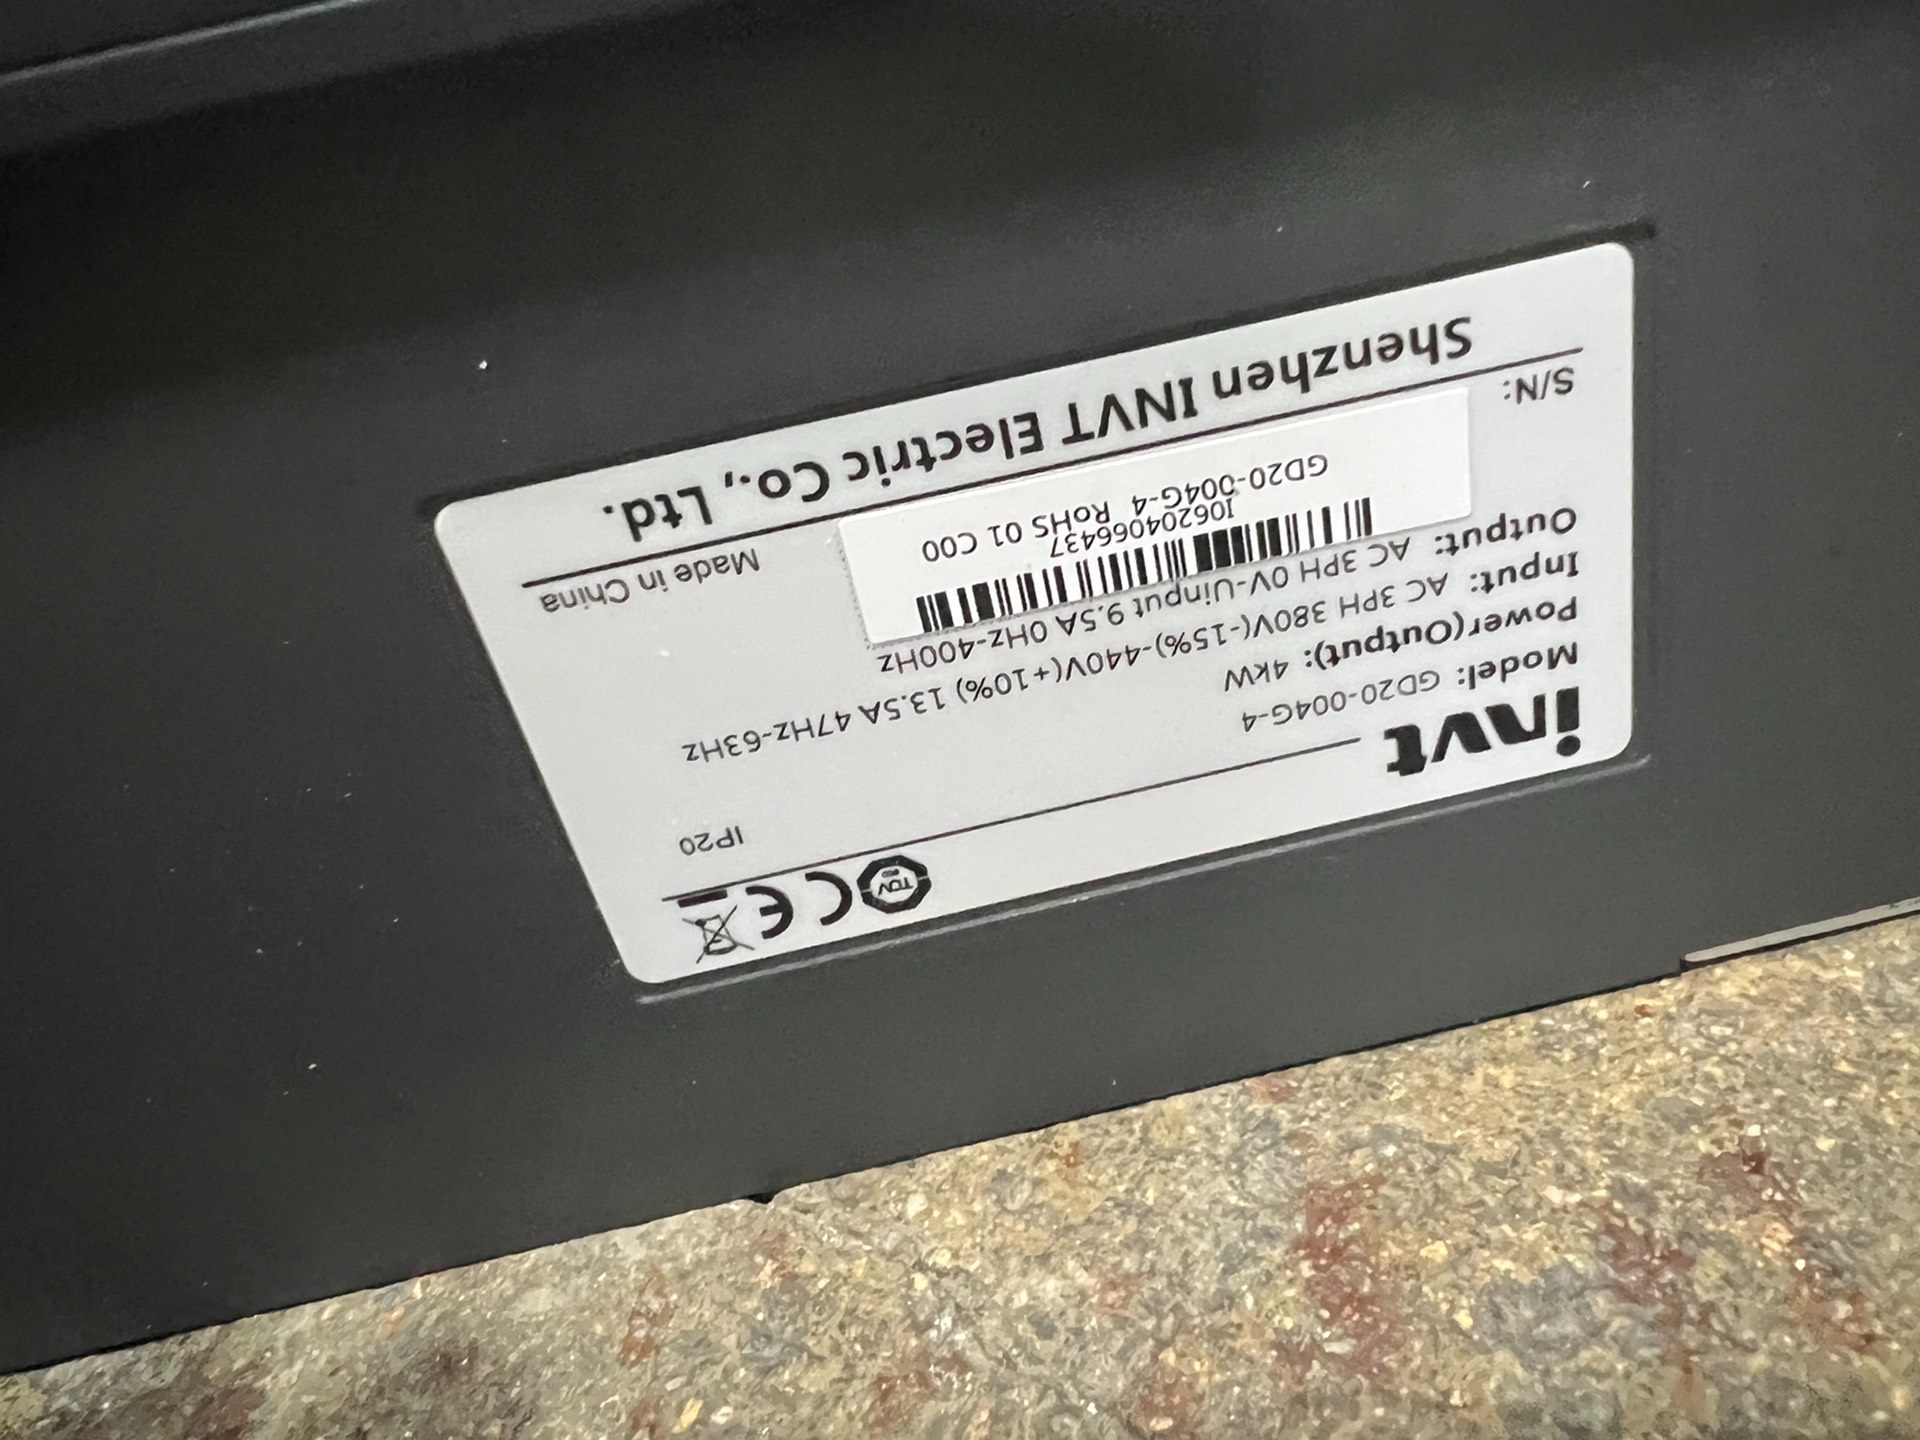 invt
TÜV
CE
Model: GD20-004G-4
IP20
Power(Output): 4kW
Input: AC 3PH 380V(-15%)-440V(+10%) 13.5A 47Hz-63Hz
Output: AC 3PH 0V-Uinput 9.5A 0Hz-400Hz
I06204066437
S/N:
GD20-004G-4 RoHS 01 C00
Made in China
Shenzhen INVT Electric Co., Ltd.